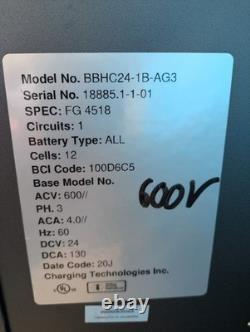 Model No. BBHC24-1B-AG3
Serial No. 18885.1-1-01
SPEC: FG 4518
Circuits: 1
Battery Type: ALL
Cells: 12
BCI Code: 100D6C5
Base Model No.
ACV: 600//
600V
PH. 3
ACA: 4.0//
Hz: 60
DCV: 24
DCA: 130
Date Code: 20J
Charging Technologies Inc.
UL